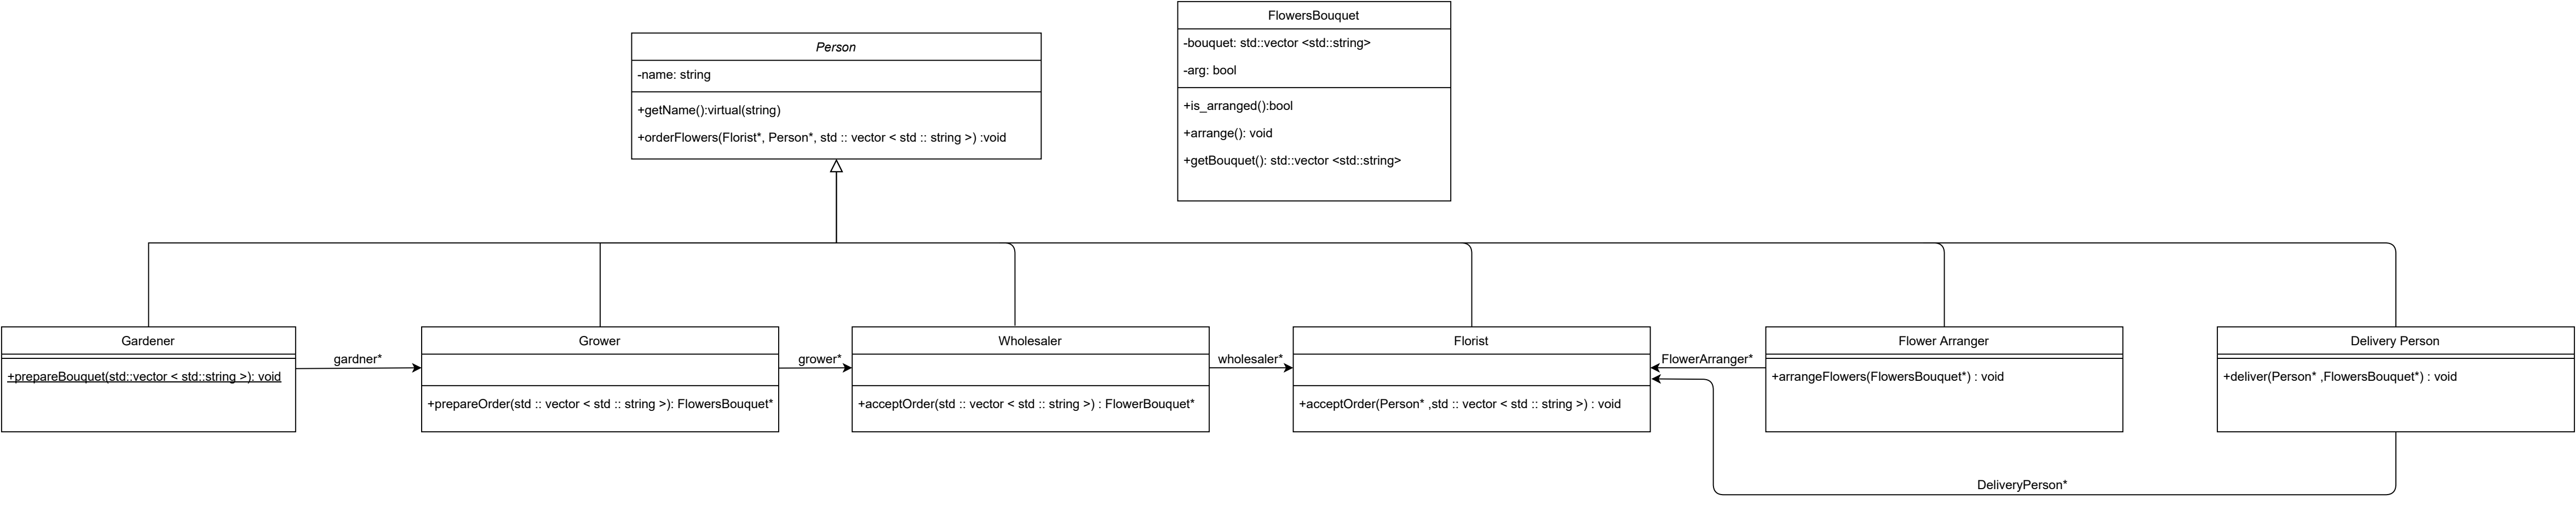 Person
-name: string
+getName():virtual(string)
+orderFlowers(Florist*, Person*, std :: vector < std :: string >) :void
FlowersBouquet
-bouquet: std::vector <std::string>
-arg: bool
+is_arranged():bool
+arrange(): void
+getBouquet(): std::vector <std::string>
Gardener
+prepareBouquet(std::vector < std::string >): void
gardner*
Grower
+prepareOrder(std :: vector < std :: string >): FlowersBouquet*
grower*
Wholesaler
+acceptOrder(std :: vector < std :: string >) : FlowerBouquet*
wholesaler*
Florist
+acceptOrder(Person* ,std :: vector < std :: string >) : void
FlowerArranger*
Flower Arranger
+arrangeFlowers(FlowersBouquet*) : void
Delivery Person
+deliver(Person* ,FlowersBouquet*) : void
DeliveryPerson*